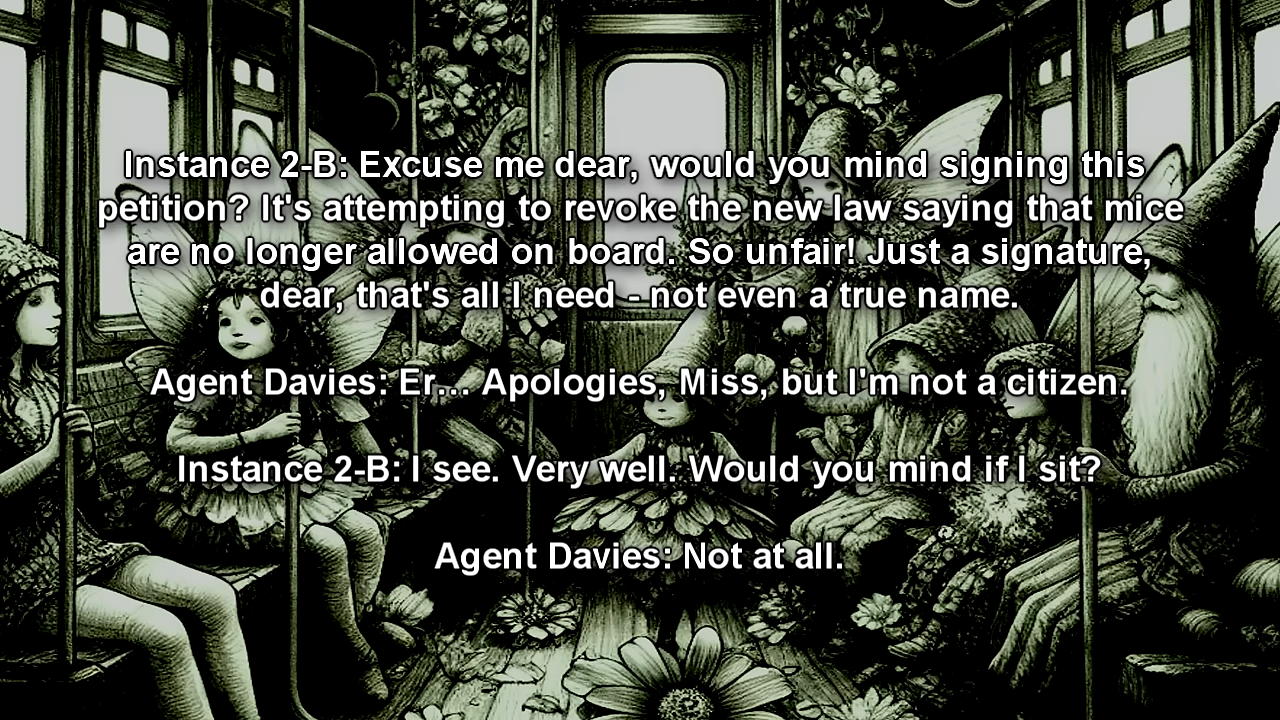 Instance 2-B: Excuse me dear, would you mind signing this
petition? It's attempting to revoke the new law saying that mice
are no longer allowed on board. So unfair! Just a signature,
dear, that's all I need - not even a true name.
Agent Davies: Er... Apologies, Miss, but I'm not a citizen.
Instance 2-B: I see. Very well. Would you mind if I sit?
Agent Davies: Not at all.